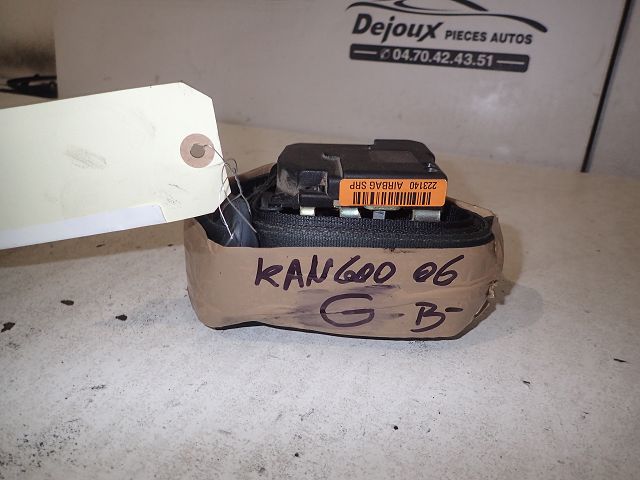 Dejoux PIECES AUTOS
04.70.42.43.51
223140 AIRBAG SRP
KANGOO 06
G B-